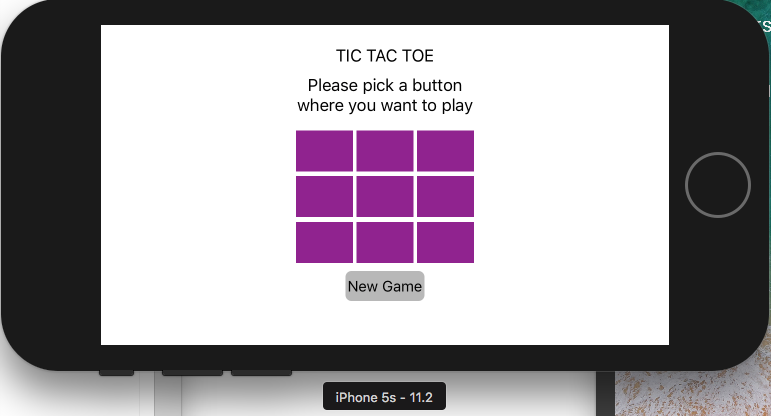 TIC TAC TOE
Please pick a button
where you want to play
New Game
iPhone 5s - 11.2